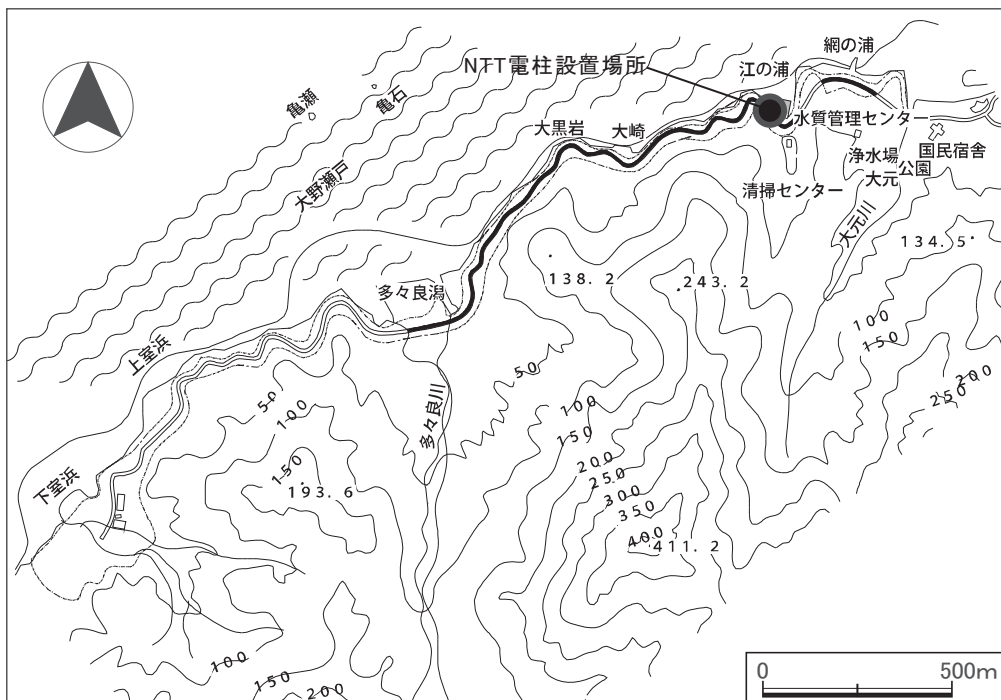 網の浦
NTT電柱設置場所
江の浦
亀瀬
亀石
大黒岩
大崎
水質管理センター
国民宿舎
浄水場
公園
大元
清掃センター
大野瀬戸
大元川
134.5
138.2
243.2
多々良潟
100
150
上室浜
50
200
250
50
100
多々良川
100
150
150
200
250
193.6
300
350
下室浜
400
411.2
100
150
200
0 500m